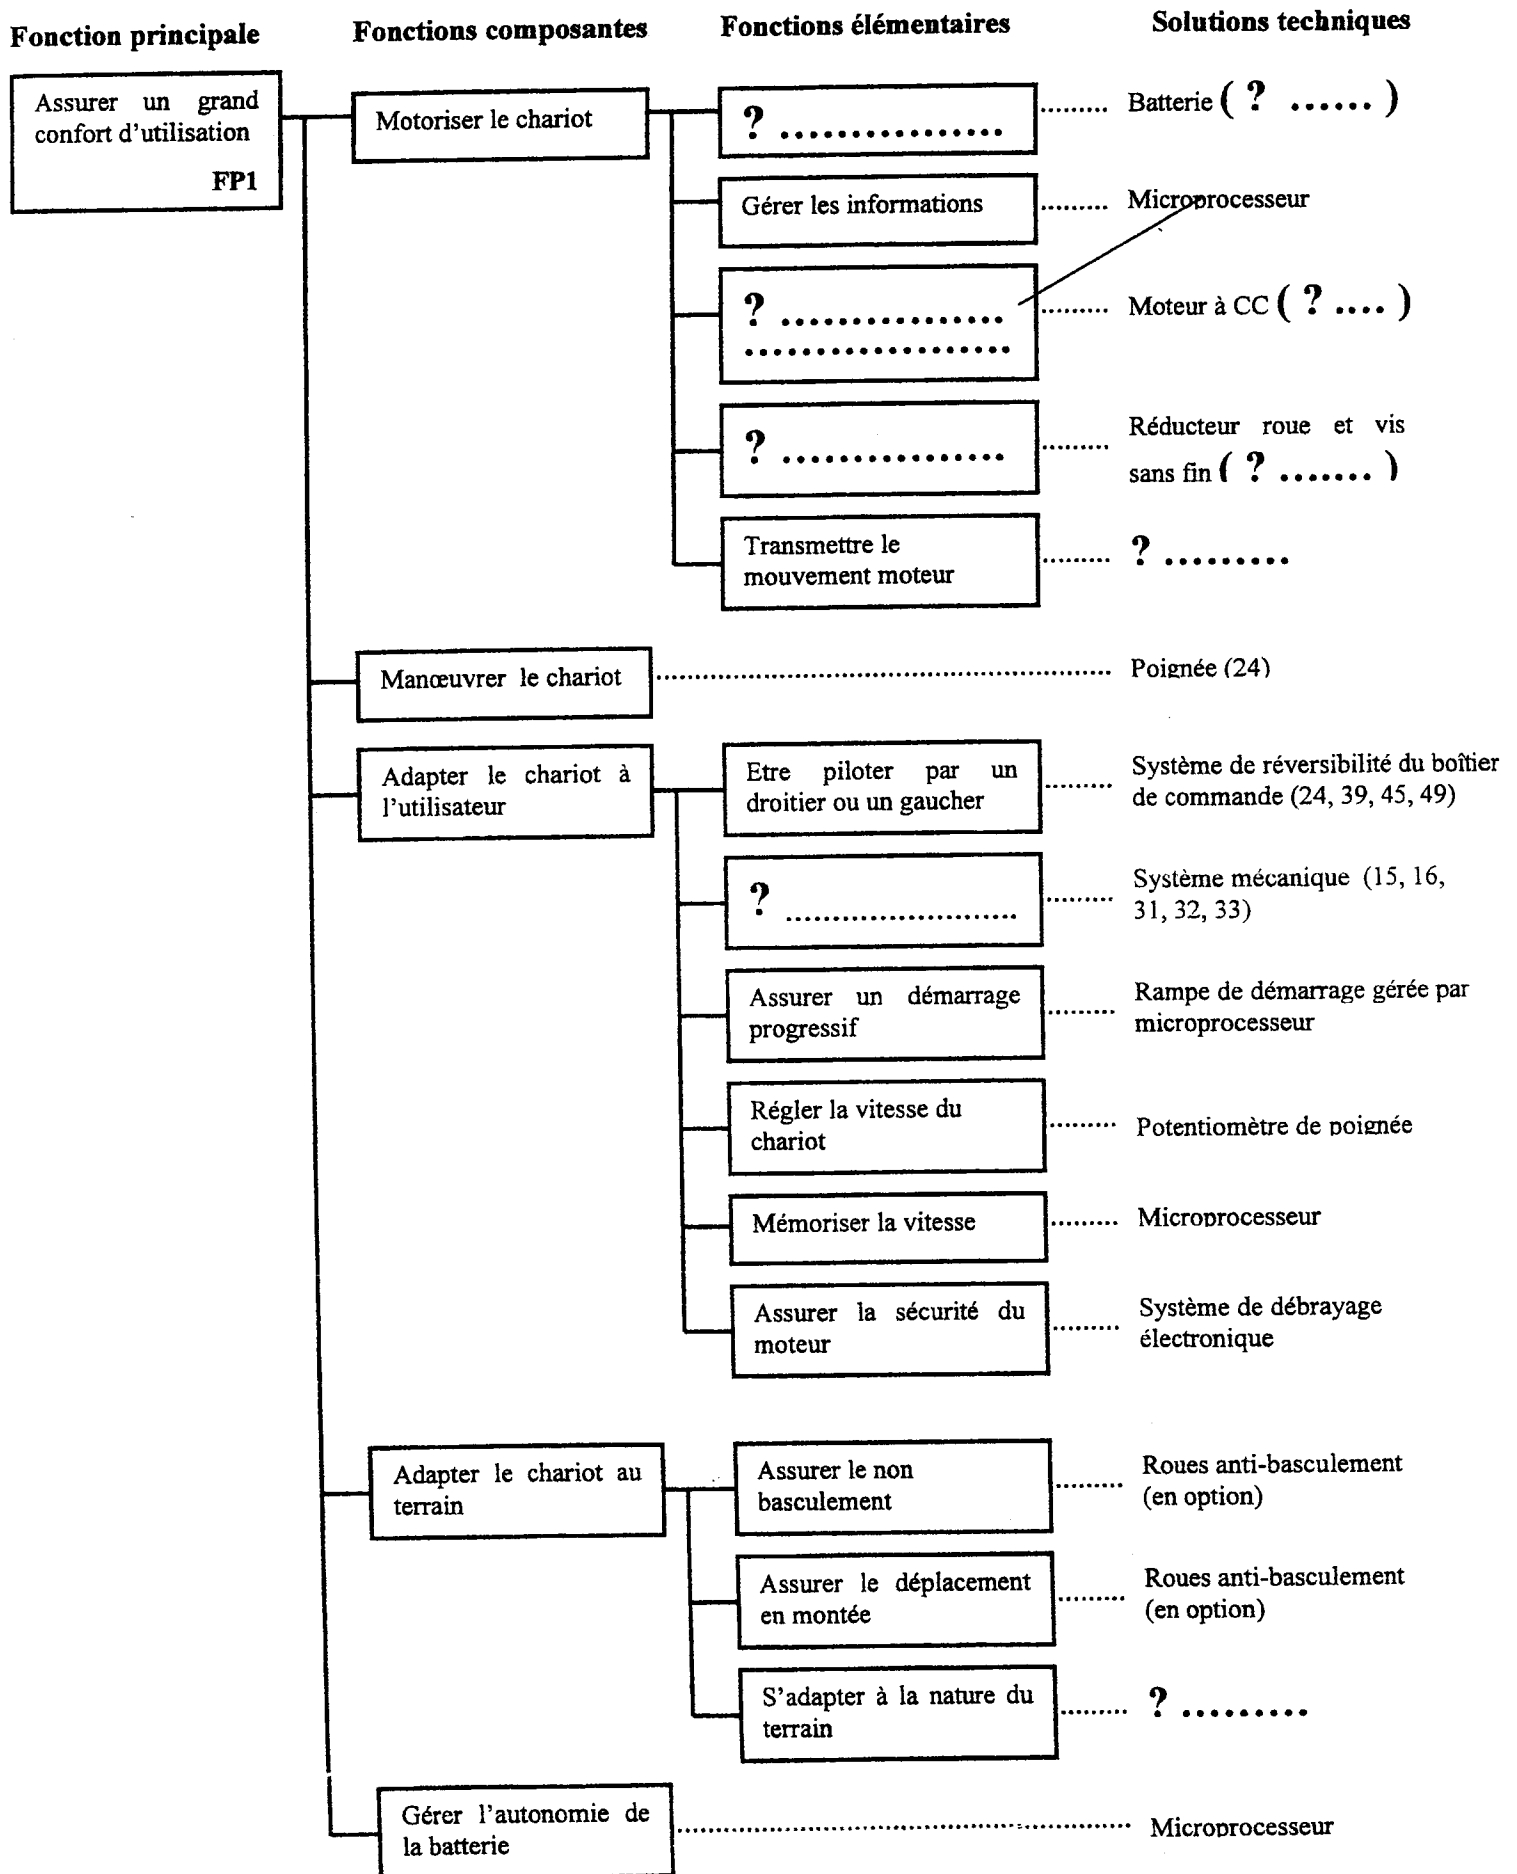 Fonction principale
Fonctions composantes
Fonctions élémentaires
Solutions techniques
Assurer un grand
confort d'utilisation
FP1
Motoriser le chariot
? ................
Batterie ( ? ...... )
Gérer les informations
Microprocesseur
? ................
....................
Moteur à CC ( ? .... )
? ................
Réducteur roue et vis
sans fin ( ? ....... )
Transmettre le
mouvement moteur
? .........
Manœuvrer le chariot
Poignée (24)
Adapter le chariot à
l'utilisateur
Etre piloter par un
droitier ou un gaucher
Système de réversibilité du boîtier
de commande (24, 39, 45, 49)
? .........................
Système mécanique (15, 16,
31, 32, 33)
Assurer un démarrage
progressif
Rampe de démarrage gérée par
microprocesseur
Régler la vitesse du
chariot
Potentiomètre de poignée
Mémoriser la vitesse
Microprocesseur
Assurer la sécurité du
moteur
Système de débrayage
électronique
Adapter le chariot au
terrain
Assurer le non
basculement
Roues anti-basculement
(en option)
Assurer le déplacement
en montée
Roues anti-basculement
(en option)
S'adapter à la nature du
terrain
? .........
Gérer l'autonomie de
la batterie
Microprocesseur